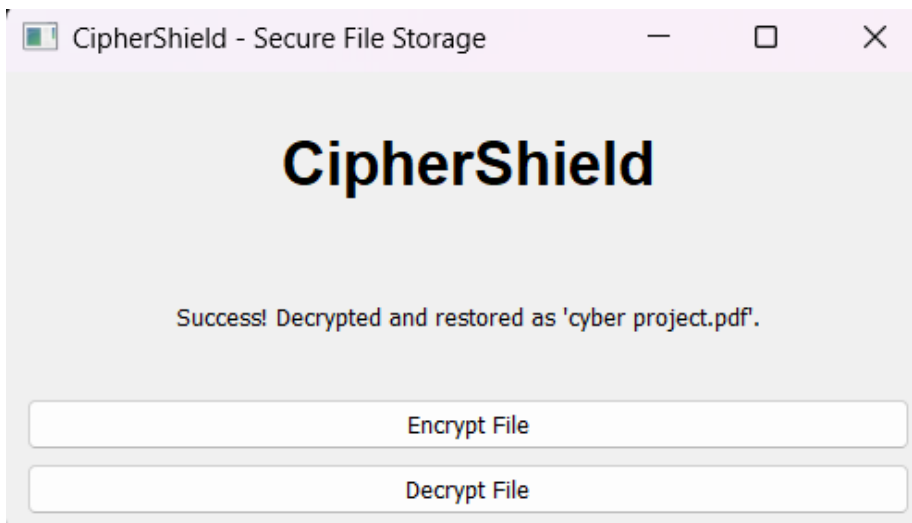 CipherShield - Secure File Storage
CipherShield
Success! Decrypted and restored as 'cyber project.pdf'.
Encrypt File
Decrypt File